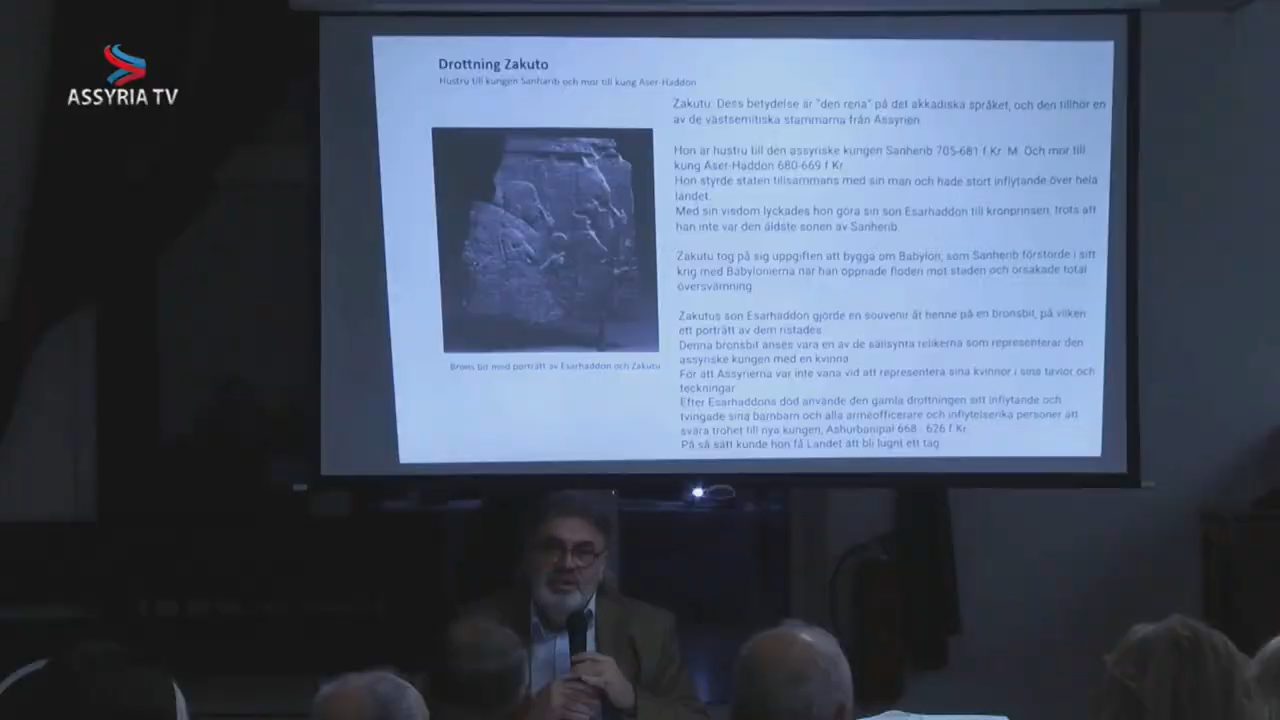 ASSYRIA TV
Drottning Zakuto
Hustru till kungen Sanharib och mor till kung Aser-Haddon
Zakutu: Dess betydelse är "den rena" på det akkadiska språket, och den tillhör en
av de västsemitiska stammarna från Assyrien
Hon är hustru till den assyriske kungen Sanherib 705-681 f.Kr. M. Och mor till
kung Aser-Haddon 680-669 f Kr
Hon styrde staten tillsammans med sin man och hade stort inflytande över hela
landet.
Med sin visdom lyckades hon göra sin son Esarhaddon till kronprinsen, trots att
han inte var den äldste sonen av Sanherib.
Zakutu tog på sig uppgiften att bygga om Babylon, som Sanherib förstörde i sitt
krig med Babylonierna när han öppnade floden mot staden och orsakade total
översvämning
Zakutus son Esarhaddon gjorde en souvenir åt henne på en bronsbit, på vilken
ett porträtt av dem ristades
Denna bronsbit anses vara en av de sällsynta relikerna som representerar den
assyriske kungen med en kvinna
För att Assyrierna var inte vana vid att representera sina kvinnor i sina tavlor och
teckningar
Efter Esarhaddons död använde den gamla drottningen sitt inflytande och
tvingade sina barnbarn och alla arméofficerare och inflytelserika personer att
svära trohet till nya kungen, Ashurbanipal 668 - 626 f Kr
På så sätt kunde hon få Landet att bli lugnt ett tag
Brons bit med porträtt av Esarhaddon och Zakutu